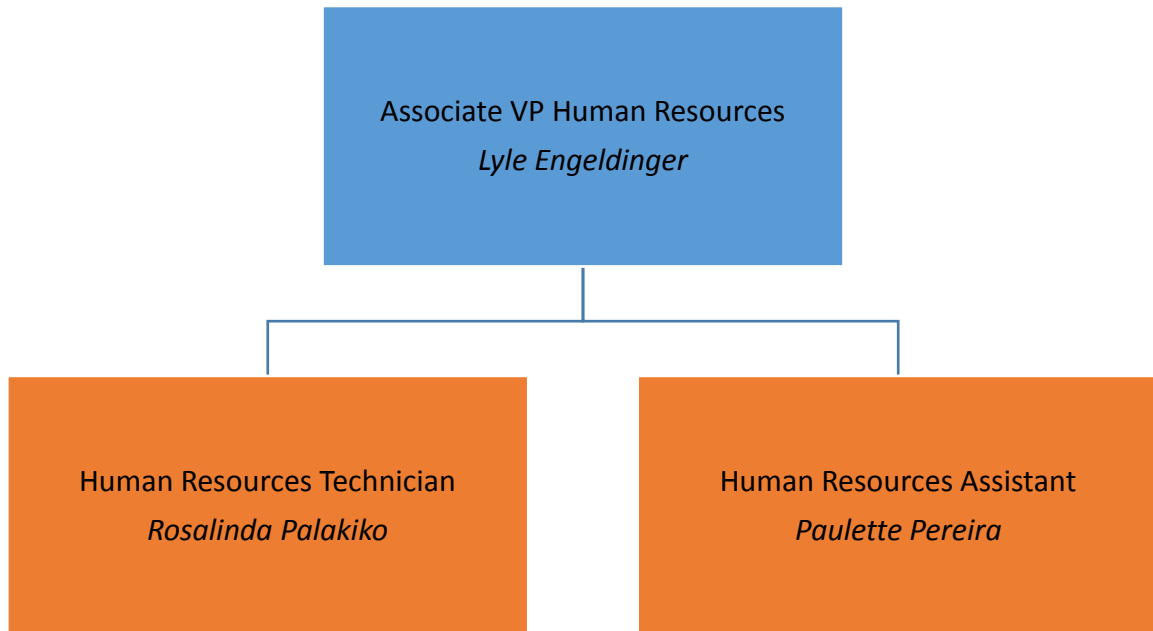 Associate VP Human Resources
Lyle Engeldinger
Human Resources Technician
Rosalinda Palakiko
Human Resources Assistant
Paulette Pereira